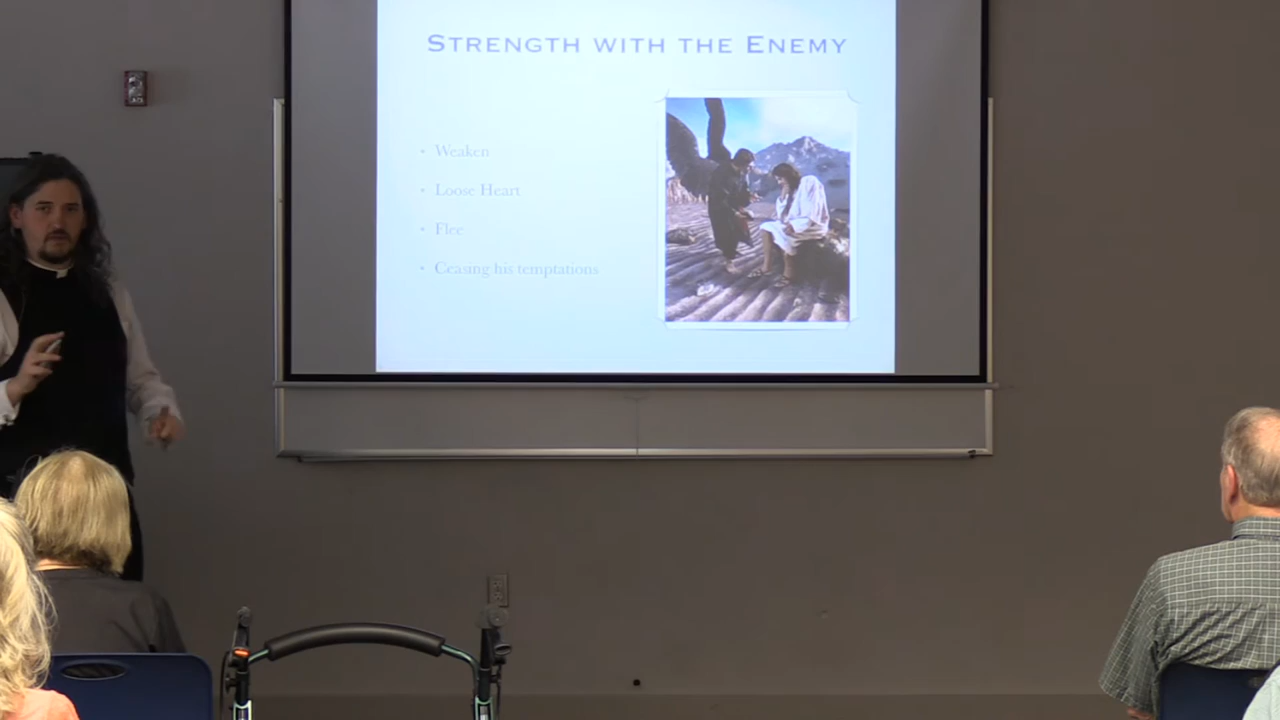 Strength with the Enemy
• Weaken
• Loose Heart
• Flee
• Ceasing his temptations